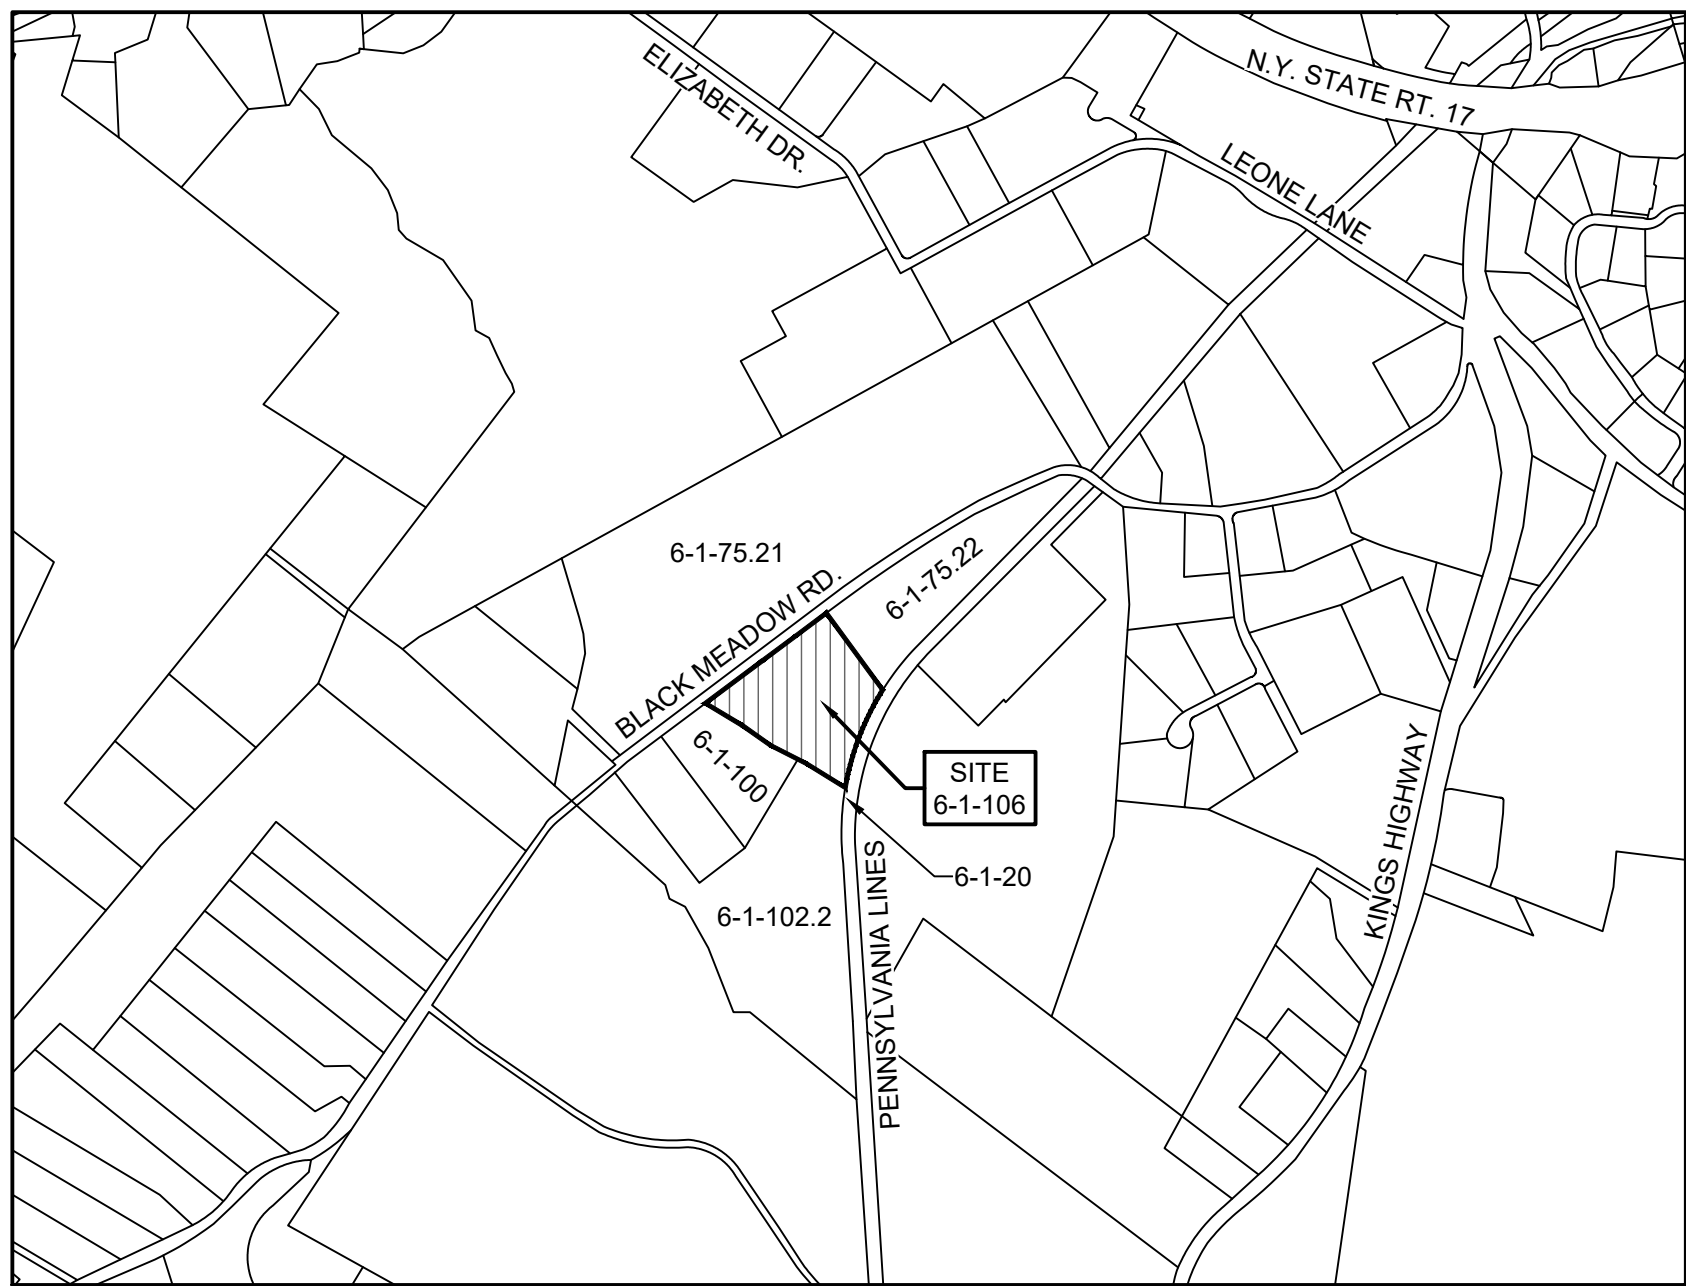 ELIZABETH DR.
N.Y. STATE RT. 17
LEONE LANE
6-1-75.21
6-1-75.22
BLACK MEADOW RD.
6-1-100
SITE
6-1-106
KINGS HIGHWAY
6-1-20
6-1-102.2
PENNSYLVANIA LINES